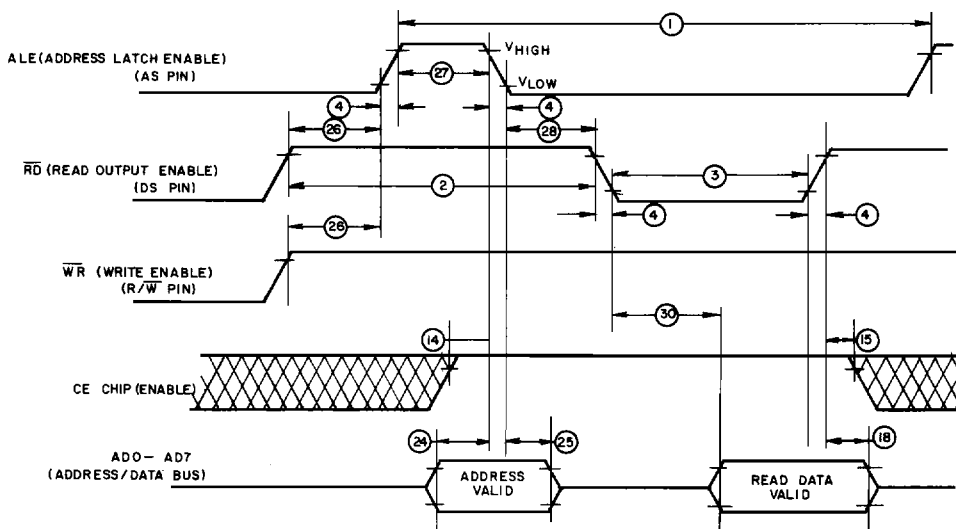 1
ALE (ADDRESS LATCH ENABLE)
(AS PIN)
VHIGH
27
VLOW
4
4
26
28
RD (READ OUTPUT ENABLE)
(DS PIN)
2
3
4
4
26
WR (WRITE ENABLE)
(R/W PIN)
30
14
15
CE CHIP (ENABLE)
24
25
18
AD0- AD7
(ADDRESS/DATA BUS)
ADDRESS
VALID
READ DATA
VALID